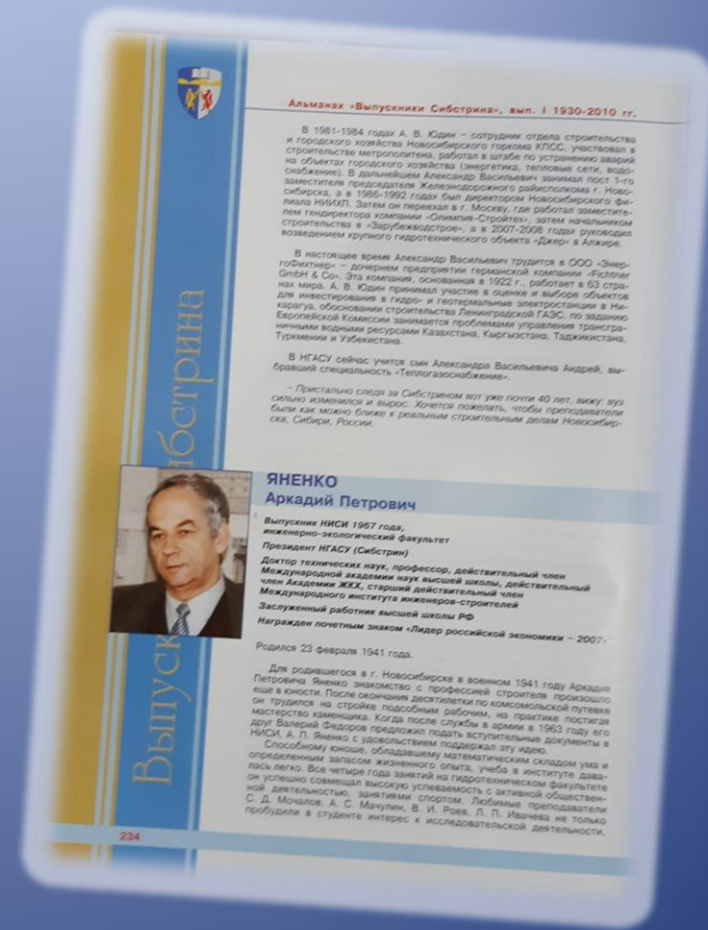 Альманах «Выпускники Сибстрина», вып. I 1930-2010 гг.
В 1981-1984 годах А. В. Юдин – сотрудник отдела строительства
и городского хозяйства Новосибирского горкома КПСС, участвовал в
строительстве метрополитена, работал в штабе по устранению аварий
на объектах городского хозяйства (энергетика, тепловые сети, водо-
снабжение). В дальнейшем Александр Васильевич занимал пост 1-го
заместителя председателя Железнодорожного райисполкома г. Ново-
сибирска, а в 1986-1992 годах был директором Новосибирского фи-
лиала НИИХП. Затем он переехал в г. Москву, где работал заместите-
лем гендиректора компании «Олимпия-Стройтех», затем начальником
строительства в «Зарубежводстрое», а в 2007-2008 годах руководил
возведением крупного гидротехнического объекта «Джер» в Алжире.
В настоящее время Александр Васильевич трудится в ООО «Энер-
гоФихтнер» – дочернем предприятии германской компании «Fichtner
GmbH & Co». Эта компания, основанная в 1922 г., работает в 63 стра-
нах мира. А. В. Юдин принимал участие в оценке и выборе объектов
для инвестирования в гидро- и геотермальные электростанции в Ни-
карагуа, обосновании строительства Ленинградской ГАЭС, по заданию
Европейской Комиссии занимается проблемами управления трансгра-
ничными водными ресурсами Казахстана, Кыргызстана, Таджикистана,
Туркмении и Узбекистана.
В НГАСУ сейчас учится сын Александра Васильевича Андрей, вы-
бравший специальность «Теплогазоснабжение».
– Пристально следя за Сибстрином вот уже почти 40 лет, вижу: вуз
сильно изменился и вырос. Хочется пожелать, чтобы преподаватели
были как можно ближе к реальным строительным делам Новосибир-
ска, Сибири, России.
ЯНЕНКО
Аркадий Петрович
Выпускник НИСИ 1967 года,
инженерно-экологический факультет
Президент НГАСУ (Сибстрин)
Доктор технических наук, профессор, действительный член
Международной академии наук высшей школы, действительный
член Академии ЖКХ, старший действительный член
Международного института инженеров-строителей
Заслуженный работник высшей школы РФ
Награжден почетным знаком «Лидер российской экономики – 2007»
Родился 23 февраля 1941 года.
Для родившегося в г. Новосибирске в военном 1941 году Аркадия
Петровича Яненко знакомство с профессией строителя произошло
еще в юности. После окончания десятилетки по комсомольской путевке
он трудился на стройке подсобным рабочим, на практике постигая
мастерство каменщика. Когда после службы в армии в 1963 году его
друг Валерий Федоров предложил подать вступительные документы в
НИСИ, А. П. Яненко с удовольствием поддержал эту идею.
Способному юноше, обладавшему математическим складом ума и
определенным запасом жизненного опыта, учеба в институте дава-
лась легко. Все четыре года занятий на гидротехническом факультете
он успешно совмещал высокую успеваемость с активной обществен-
ной деятельностью, занятиями спортом. Любимые преподаватели
С. Д. Мочалов, А. С. Мачулин, В. И. Роев, Л. П. Ивачева не только
пробудили в студенте интерес к исследовательской деятельности,
234